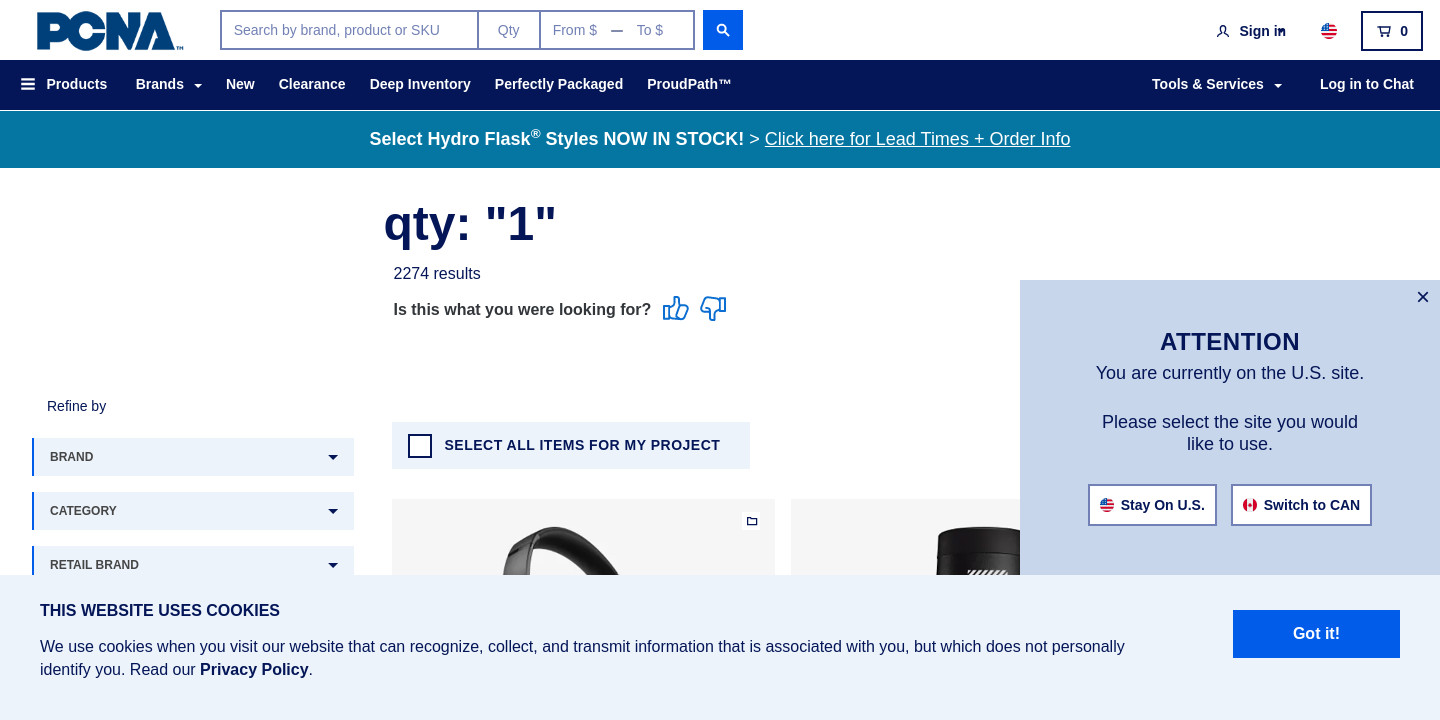 PCNA™
Search by brand, product or SKU
Qty
From $
To $
Sign in
0
Products
Brands
New
Clearance
Deep Inventory
Perfectly Packaged
ProudPath™
Tools & Services
Log in to Chat
Select Hydro Flask® Styles NOW IN STOCK! > Click here for Lead Times + Order Info
qty: "1"
2274 results
Is this what you were looking for?
Refine by
BRAND
CATEGORY
RETAIL BRAND
SELECT ALL ITEMS FOR MY PROJECT
×
ATTENTION
You are currently on the U.S. site.
Please select the site you would
like to use.
Stay On U.S.
Switch to CAN
THIS WEBSITE USES COOKIES
We use cookies when you visit our website that can recognize, collect, and transmit information that is associated with you, but which does not personally
identify you. Read our Privacy Policy.
Got it!